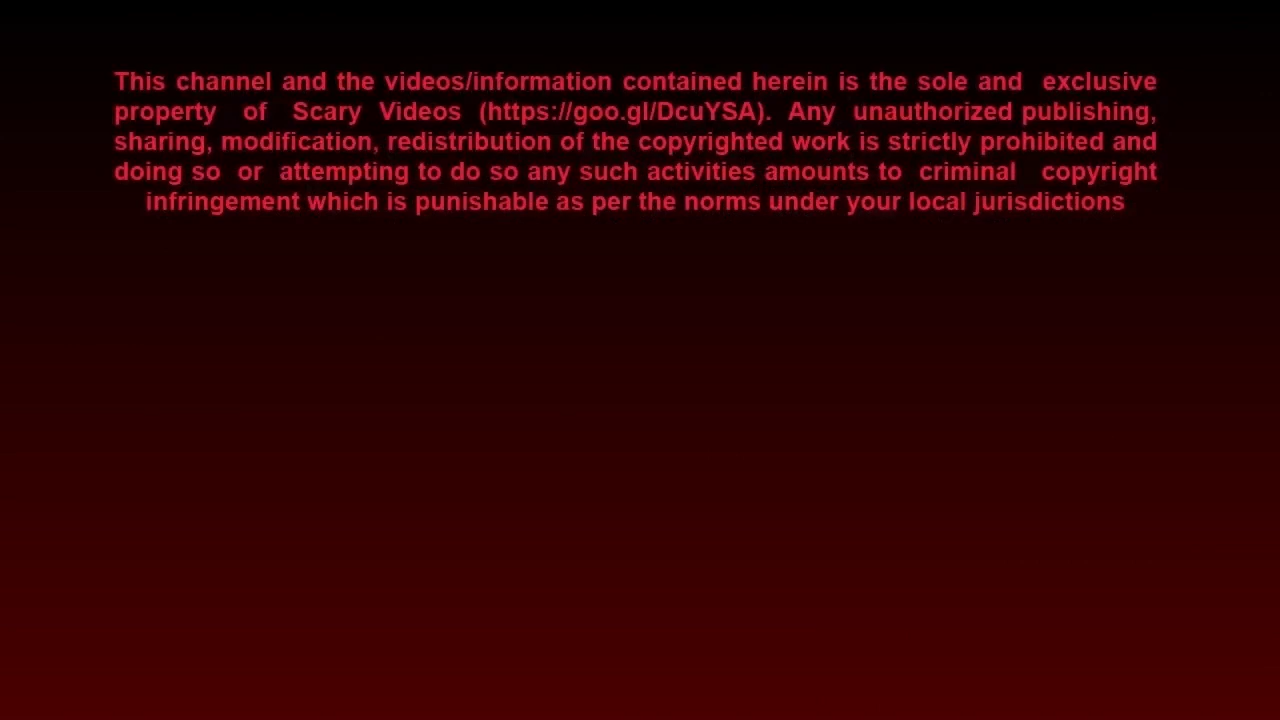 This channel and the videos/information contained herein is the sole and exclusive
property of Scary Videos (https://goo.gl/DcuYSA). Any unauthorized publishing,
sharing, modification, redistribution of the copyrighted work is strictly prohibited and
doing so or attempting to do so any such activities amounts to criminal copyright
infringement which is punishable as per the norms under your local jurisdictions